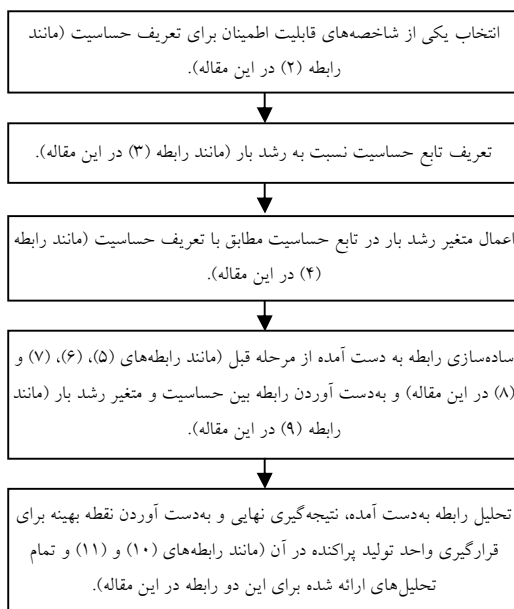 انتخاب یکی از شاخصه‌های قابلیت اطمینان برای تعریف حساسیت (مانند
رابطه (۲) در این مقاله).
تعریف تابع حساسیت نسبت به رشد بار (مانند رابطه (۳) در این مقاله).
اعمال متغیر رشد بار در تابع حساسیت مطابق با تعریف حساسیت (مانند رابطه
(۴) در این مقاله).
ساده‌سازی رابطه به دست آمده از مرحله قبل (مانند رابطه‌های (۵)، (۶)، (۷) و
(۸) در این مقاله) و به‌دست آوردن رابطه بین حساسیت و متغیر رشد بار (مانند
رابطه (۹) در این مقاله).
تحلیل رابطه به‌دست آمده، نتیجه‌گیری نهایی و به‌دست آوردن نقطه بهینه برای
قرارگیری واحد تولید پراکنده در آن (مانند رابطه‌های (۱۰) و (۱۱) و تمام
تحلیل‌های ارائه شده برای این دو رابطه در این مقاله).